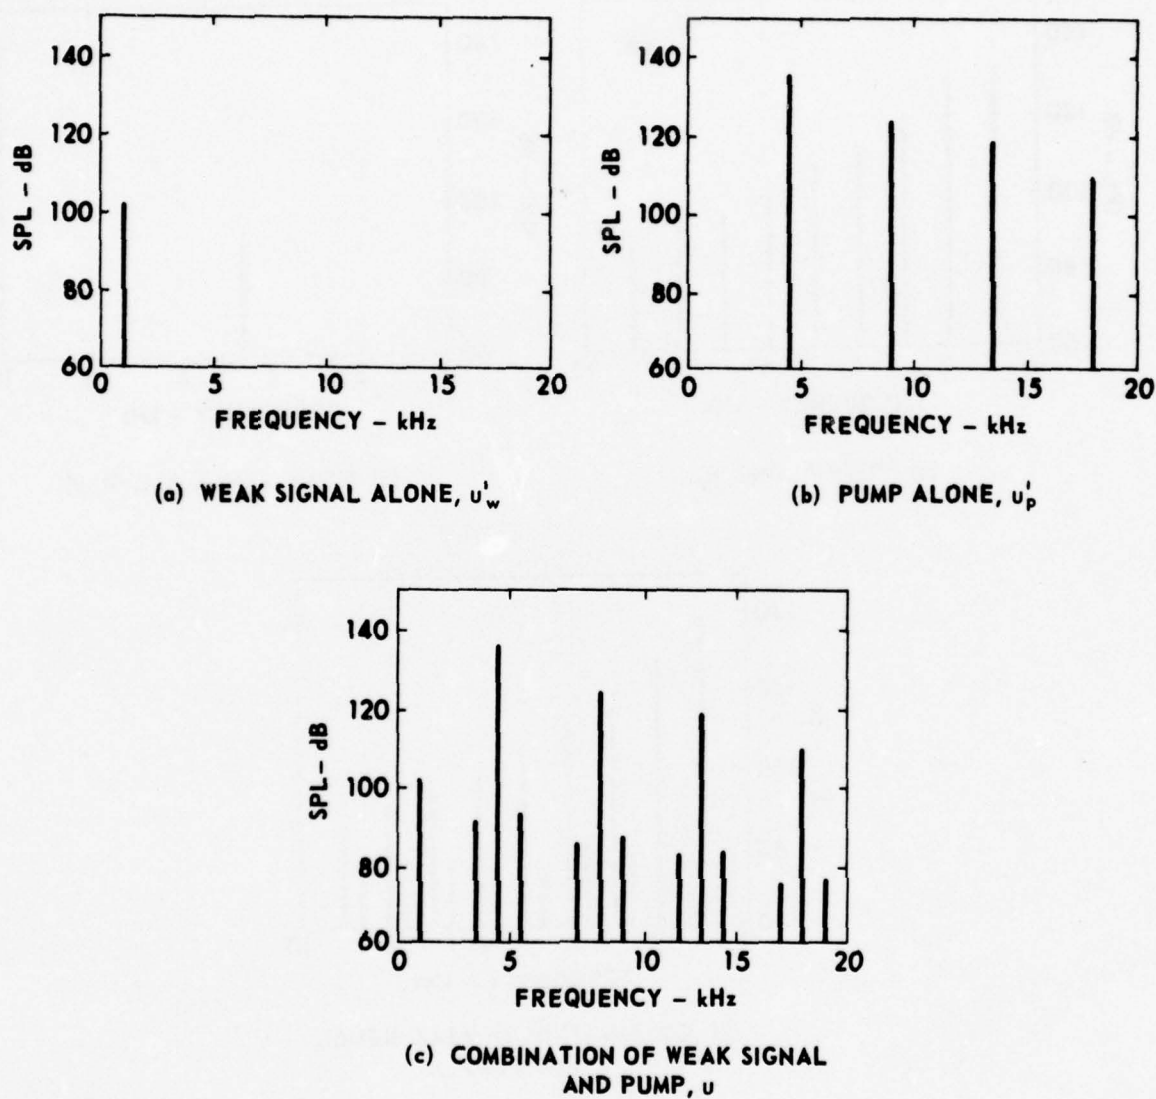 140
120
100
80
60
SPL – dB
0 5 10 15 20
FREQUENCY – kHz
(a) WEAK SIGNAL ALONE, u'w
140
120
100
80
60
SPL – dB
0 5 10 15 20
FREQUENCY – kHz
(b) PUMP ALONE, u'p
140
120
100
80
60
SPL – dB
0 5 10 15 20
FREQUENCY – kHz
(c) COMBINATION OF WEAK SIGNAL
AND PUMP, u